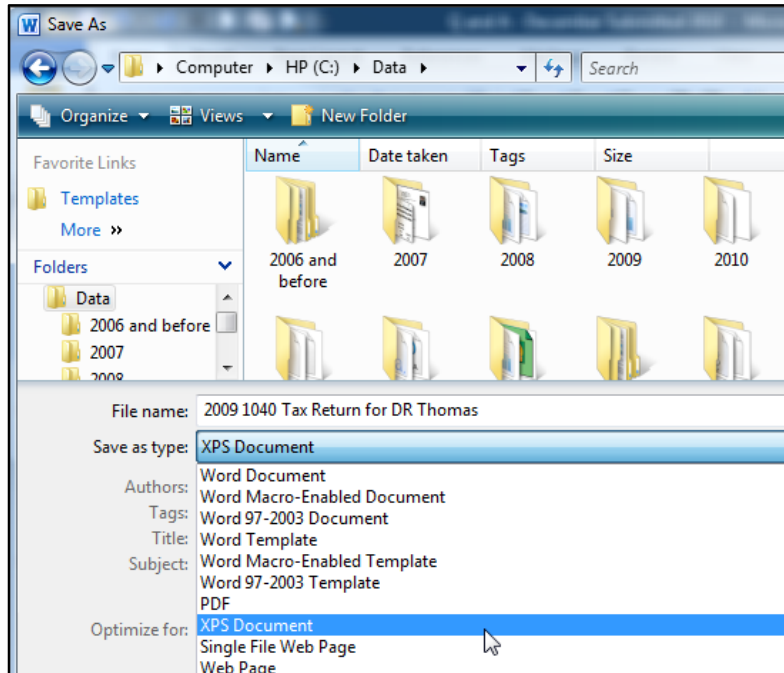 Save As
Computer HP (C:) Data
Search
Organize Views New Folder
Favorite Links
Templates
More »
Folders
Data
2006 and before
2007
2008
Name Date taken Tags Size
2006 and before
2007
2008
2009
2010
File name: 2009 1040 Tax Return for DR Thomas
Save as type: XPS Document
Authors:
Tags:
Title:
Subject:
Optimize for:
Word Document
Word Macro-Enabled Document
Word 97-2003 Document
Word Template
Word Macro-Enabled Template
Word 97-2003 Template
PDF
XPS Document
Single File Web Page
Web Page